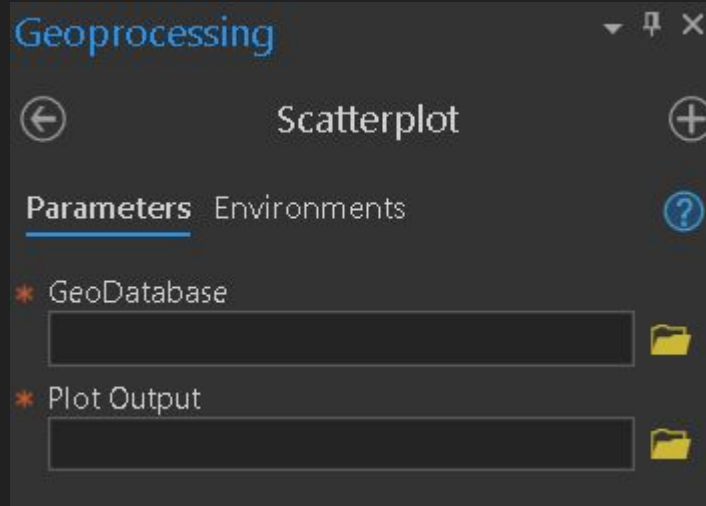 Geoprocessing
Scatterplot
Parameters Environments
* GeoDatabase
* Plot Output